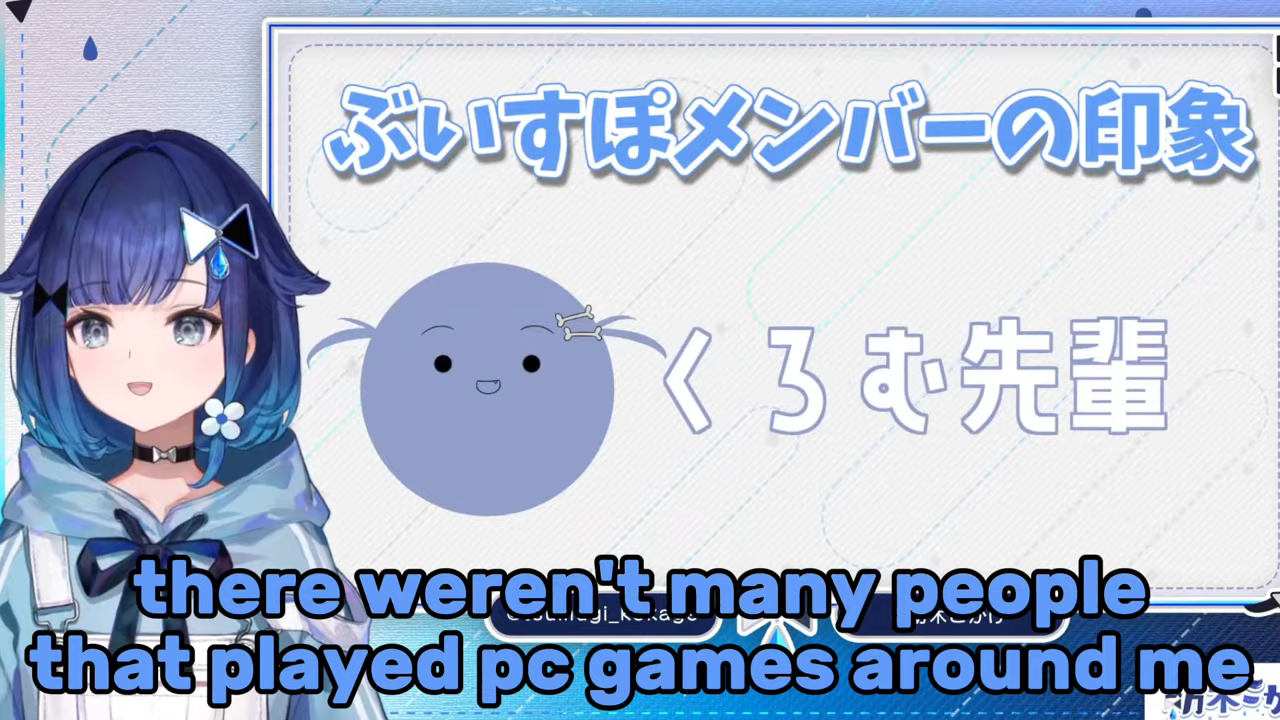 ぶいすぽメンバーの印象
くろむ先輩
there weren't many people
that played pc games around me